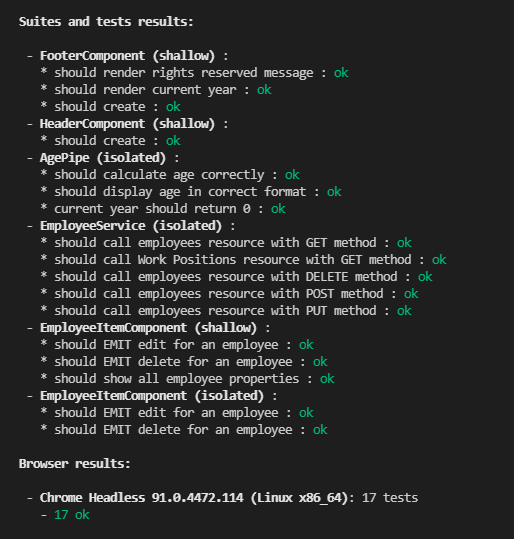 Suites and tests results:
- FooterComponent (shallow) :
* should render rights reserved message : ok
* should render current year : ok
* should create : ok
- HeaderComponent (shallow) :
* should create : ok
- AgePipe (isolated) :
* should calculate age correctly : ok
* should display age in correct format : ok
* current year should return 0 : ok
- EmployeeService (isolated) :
* should call employees resource with GET method : ok
* should call Work Positions resource with GET method : ok
* should call employees resource with DELETE method : ok
* should call employees resource with POST method : ok
* should call employees resource with PUT method : ok
- EmployeeItemComponent (shallow) :
* should EMIT edit for an employee : ok
* should EMIT delete for an employee : ok
* should show all employee properties : ok
- EmployeeItemComponent (isolated) :
* should EMIT edit for an employee : ok
* should EMIT delete for an employee : ok
Browser results:
- Chrome Headless 91.0.4472.114 (Linux x86_64): 17 tests
- 17 ok